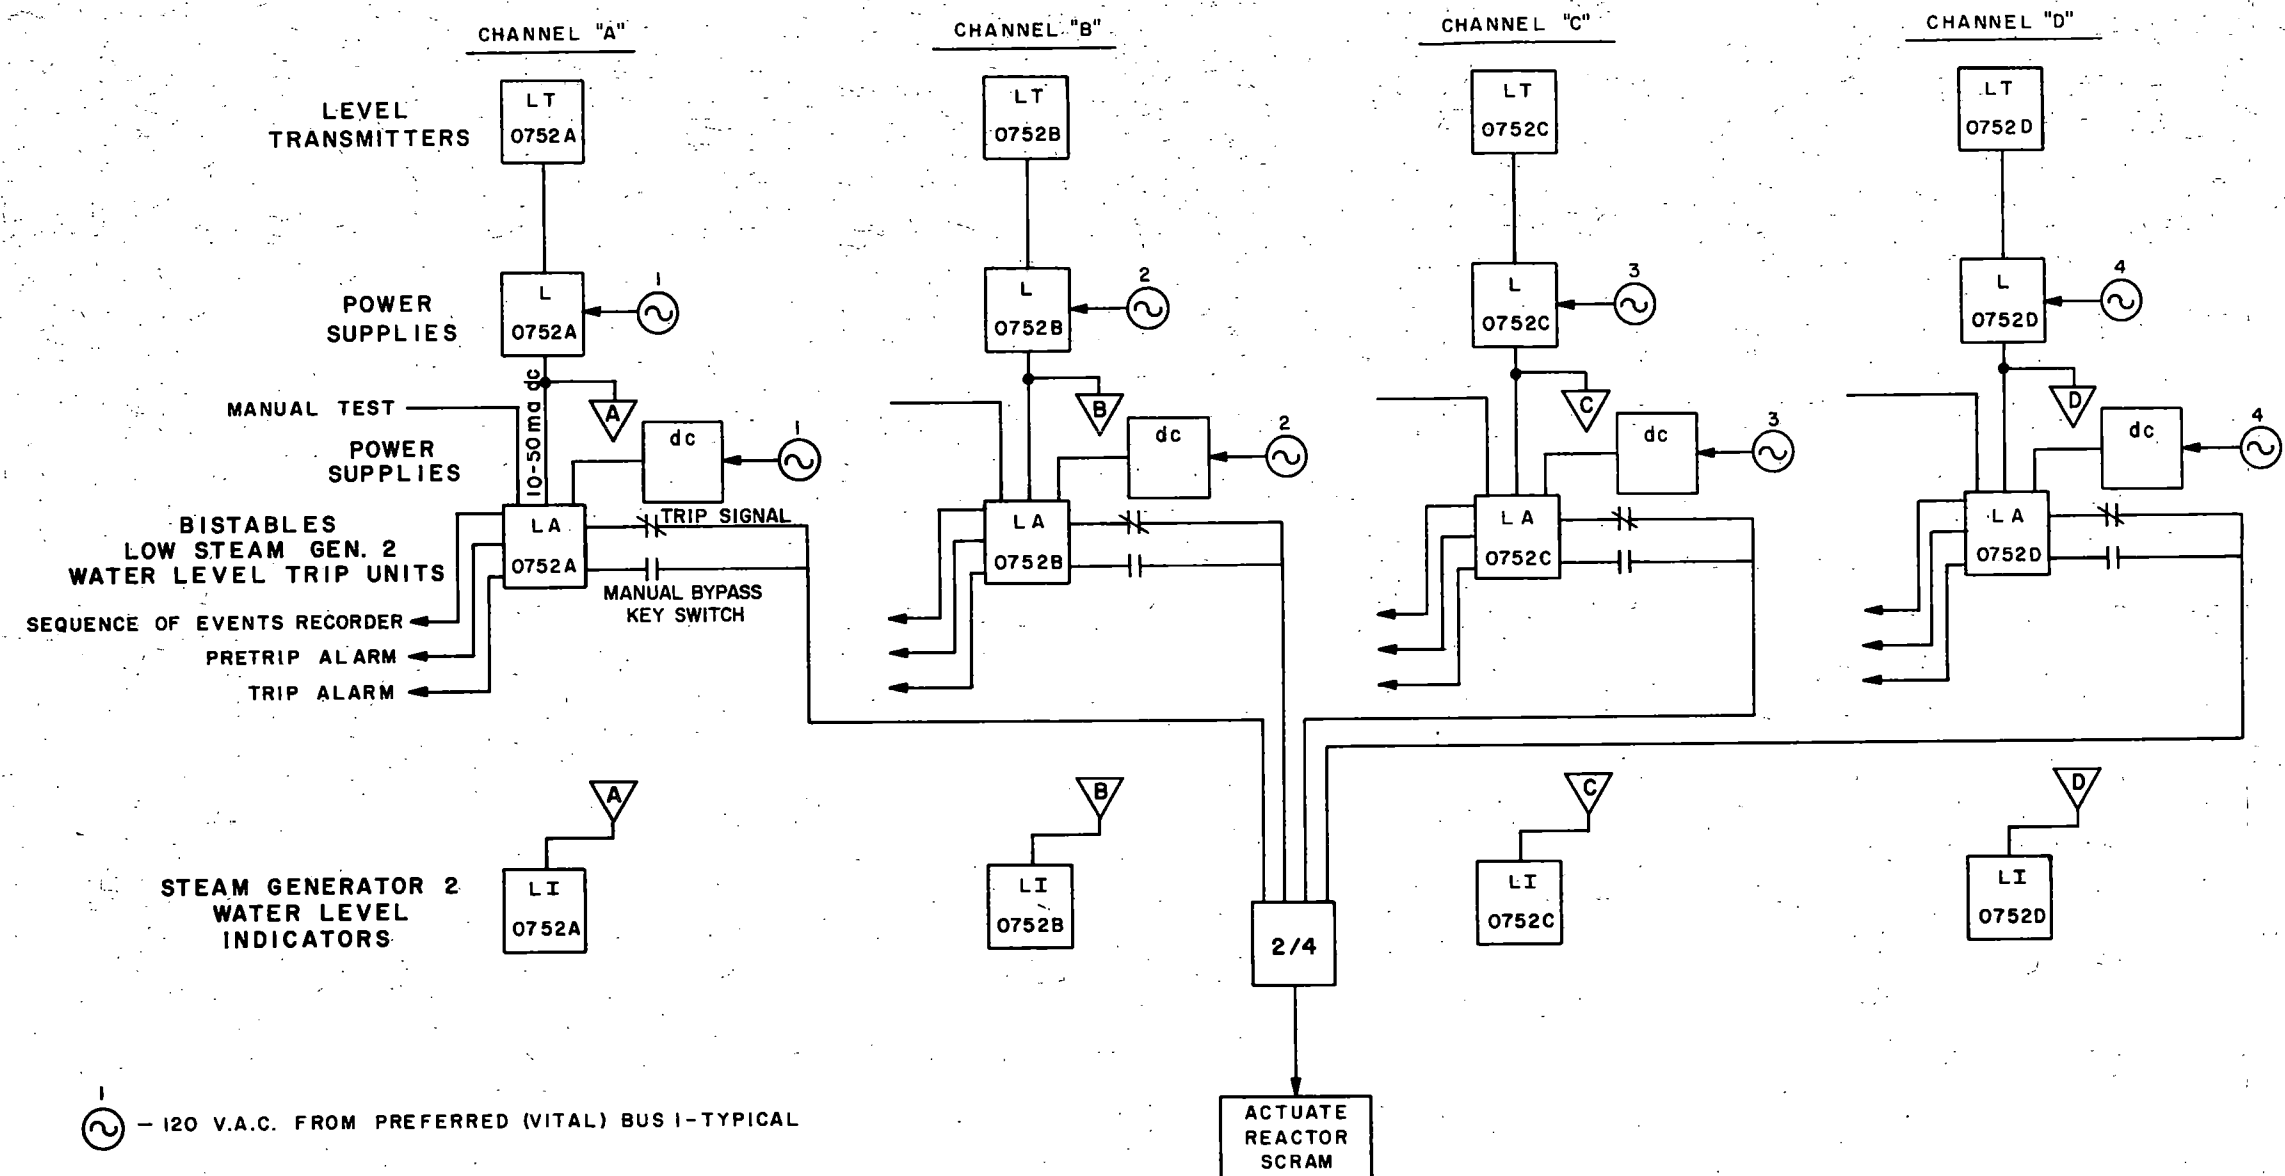 CHANNEL "A"
CHANNEL "B"
CHANNEL "C"
CHANNEL "D"
LEVEL
TRANSMITTERS
LT
0752A
LT
0752B
LT
0752C
LT
0752D
POWER
SUPPLIES
L
0752A
1
L
0752B
2
L
0752C
3
L
0752D
4
10-50 ma dc
A
B
C
D
MANUAL TEST
POWER
SUPPLIES
dc
1
dc
2
dc
3
dc
4
BISTABLES
LOW STEAM GEN. 2
WATER LEVEL TRIP UNITS
LA
0752A
TRIP SIGNAL
MANUAL BYPASS
KEY SWITCH
LA
0752B
LA
0752C
LA
0752D
SEQUENCE OF EVENTS RECORDER
PRETRIP ALARM
TRIP ALARM
A
B
C
D
STEAM GENERATOR 2
WATER LEVEL
INDICATORS
LI
0752A
LI
0752B
LI
0752C
LI
0752D
2/4
1
- 120 V.A.C. FROM PREFERRED (VITAL) BUS 1-TYPICAL
ACTUATE
REACTOR
SCRAM